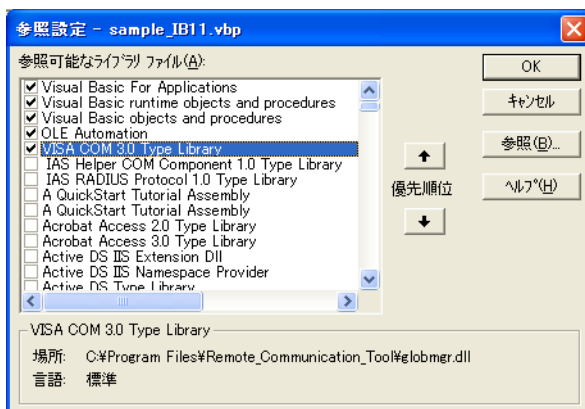 参照設定 - sample_IB11.vbp
参照可能なライブラリ ファイル(A):
Visual Basic For Applications
Visual Basic runtime objects and procedures
Visual Basic objects and procedures
OLE Automation
VISA COM 3.0 Type Library
IAS Helper COM Component 1.0 Type Library
IAS RADIUS Protocol 1.0 Type Library
A QuickStart Tutorial Assembly
Acrobat Access 2.0 Type Library
Acrobat Access 3.0 Type Library
Active DS IIS Extension Dll
Active DS IIS Namespace Provider
Active DS Type Library
優先順位
OK
キャンセル
参照(B)...
ヘルプ(H)
VISA COM 3.0 Type Library
場所: C:¥Program Files¥Remote_Communication_Tool¥globmgr.dll
言語: 標準